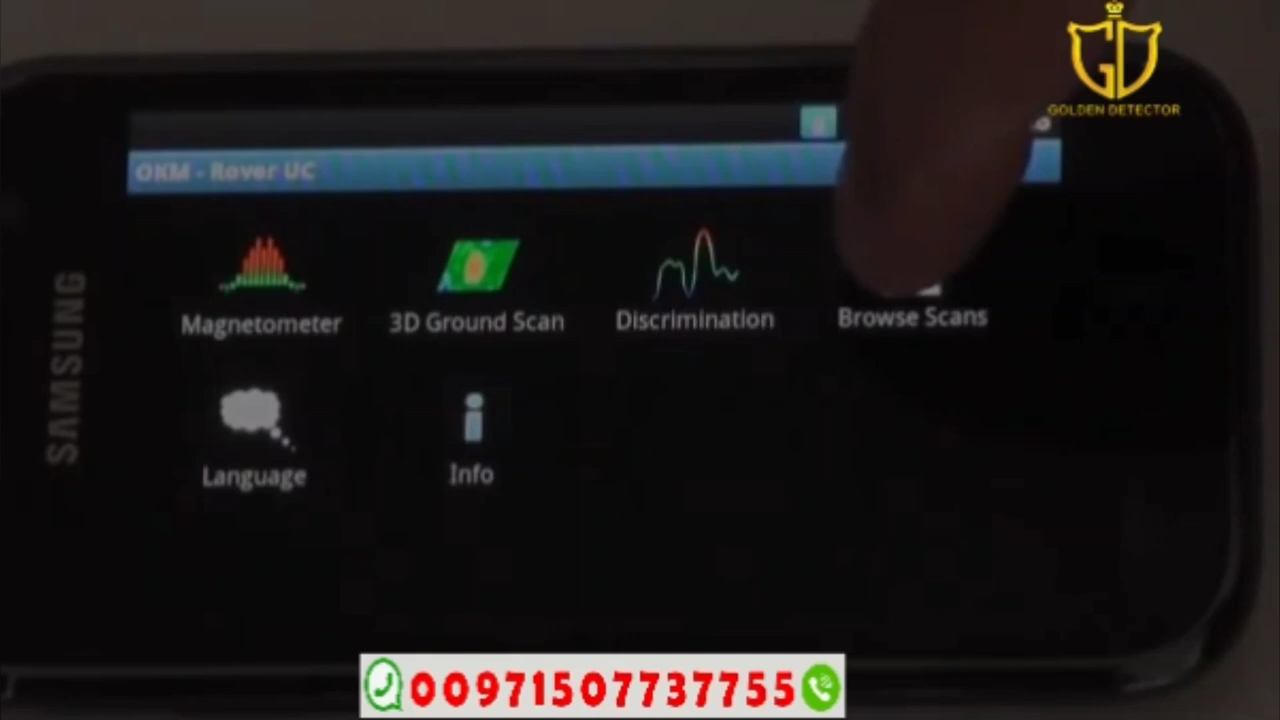 GOLDEN DETECTOR
OKM - Rover UC
Magnetometer
3D Ground Scan
Discrimination
Browse Scans
Language
Info
SAMSUNG
00971507737755